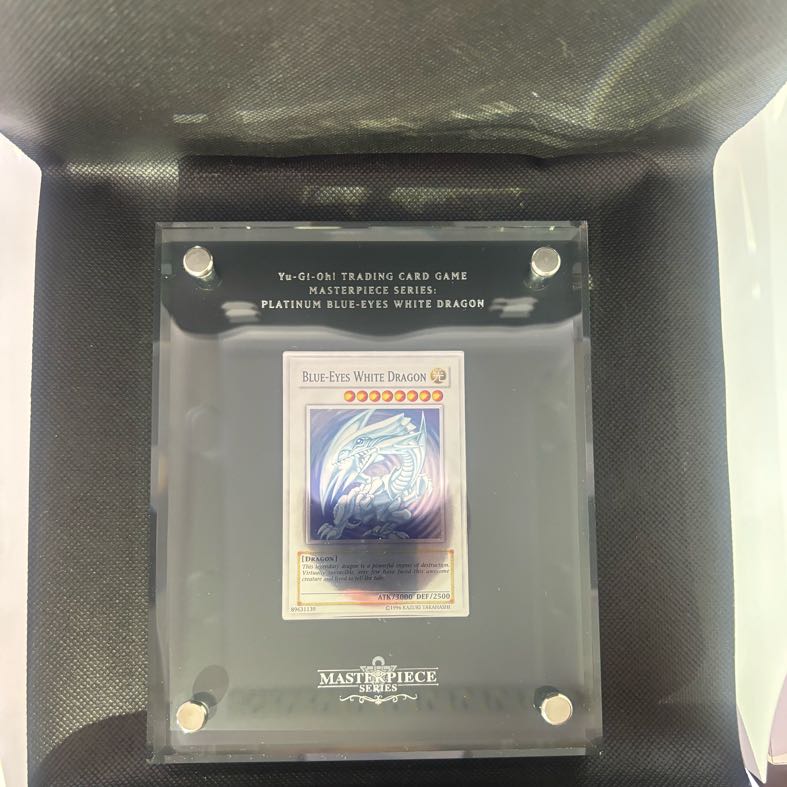 Yu-Gi-Oh! TRADING CARD GAME
MASTERPIECE SERIES:
PLATINUM BLUE-EYES WHITE DRAGON
BLUE-EYES WHITE DRAGON 光
[DRAGON]
This legendary dragon is a powerful engine of destruction.
Virtually invincible, very few have faced this awesome
creature and lived to tell the tale.
ATK/3000 DEF/2500
89631139 ©1996 KAZUKI TAKAHASHI
MASTERPIECE
SERIES